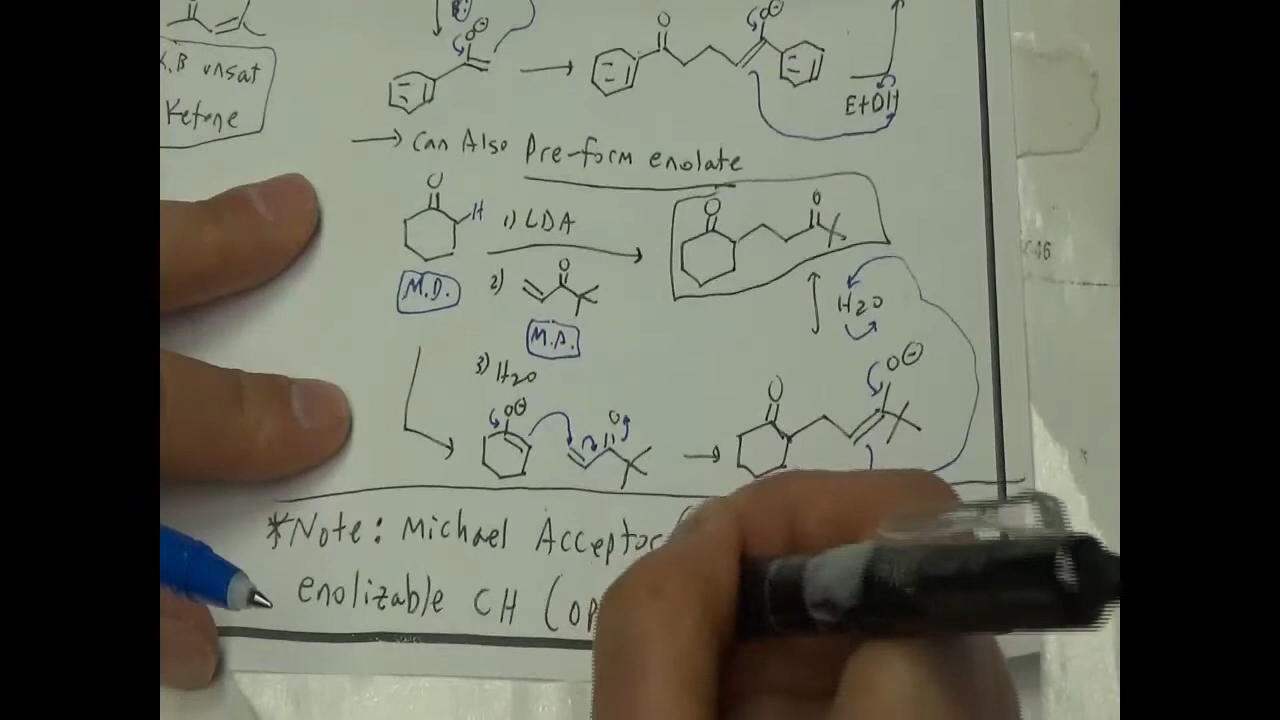 α,β unsat
Ketone
O⊖
O
O⊖
EtOH
→ Can Also Pre-form enolate
O
H
1) LDA
O
O
M.D.
2)
O
M.A.
H2O
3) H2O
O⊖
O
O
O⊖
*Note: Michael Acceptor
enolizable CH (